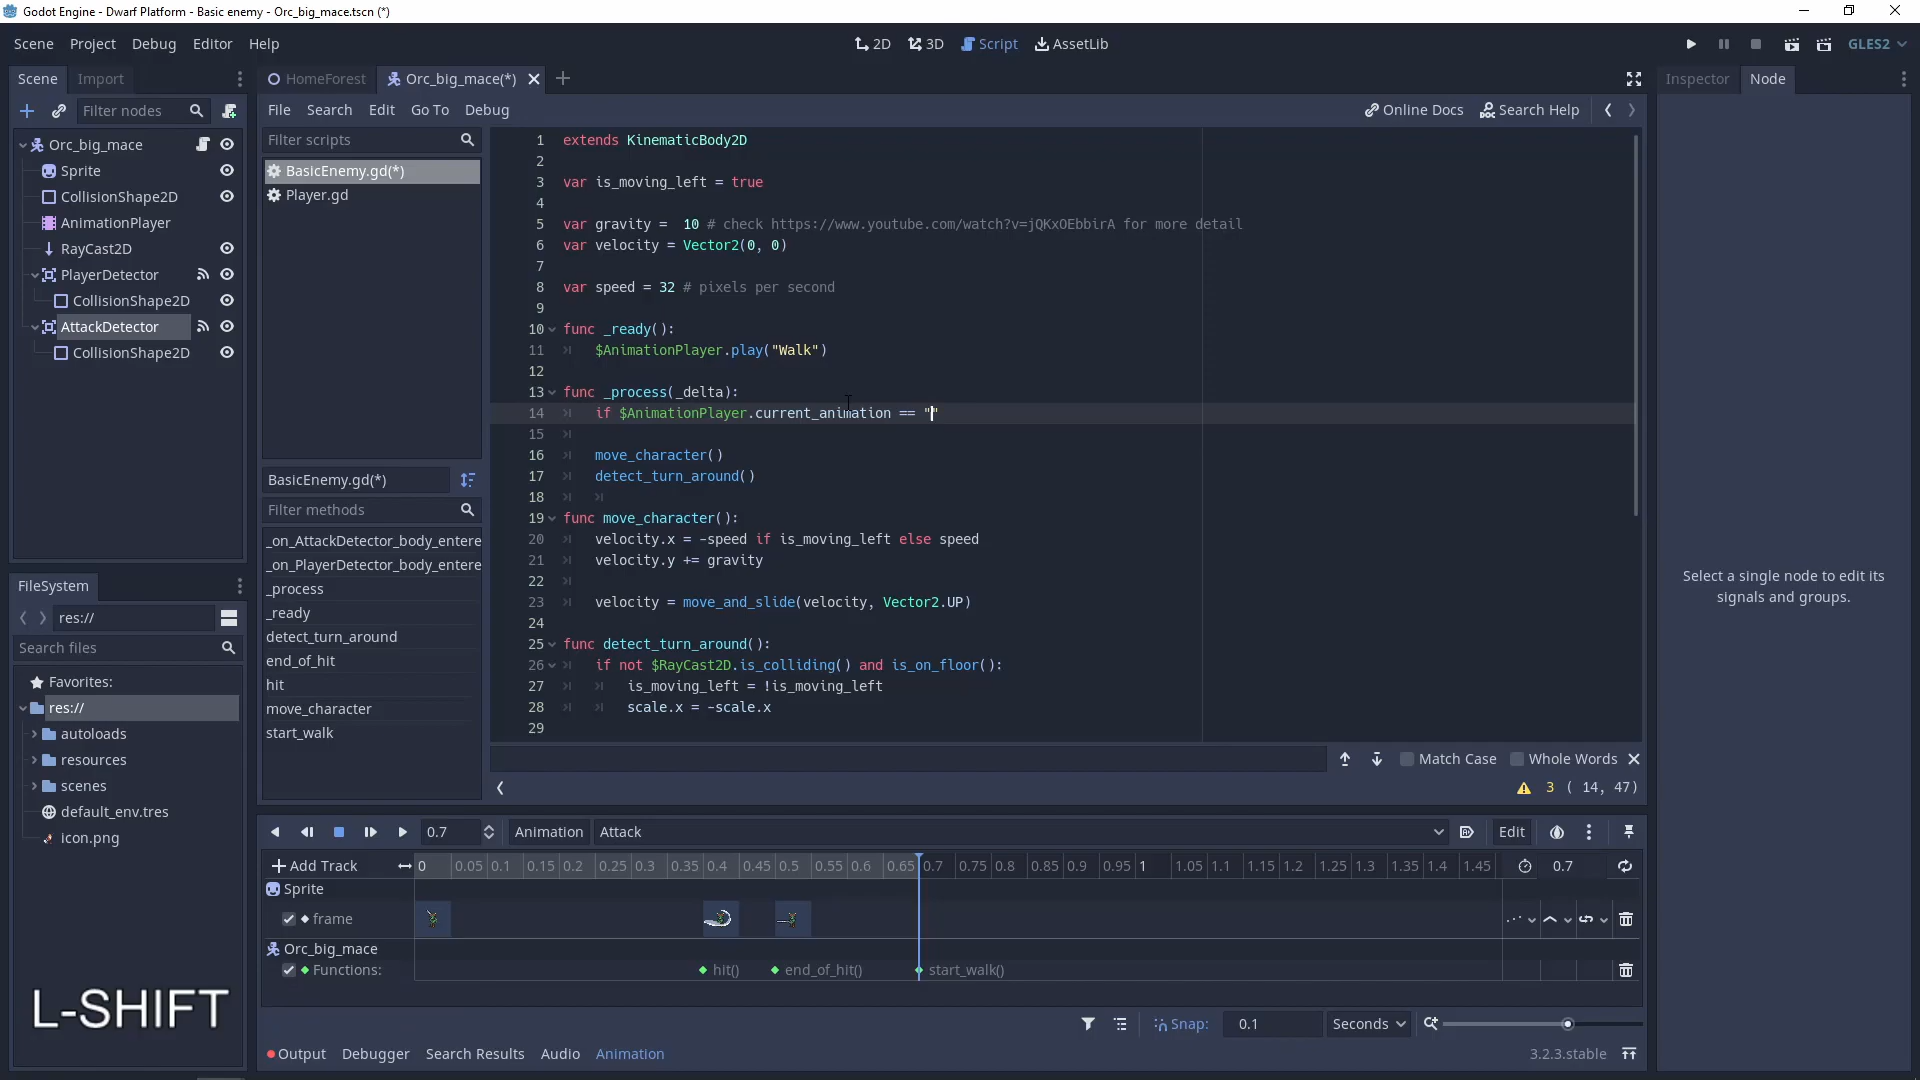 Godot Engine - Dwarf Platform - Basic enemy - Orc_big_mace.tscn (*)
Scene Project Debug Editor Help
2D 3D Script AssetLib
GLES2
Scene Import
Filter nodes
Orc_big_mace
Sprite
CollisionShape2D
AnimationPlayer
RayCast2D
PlayerDetector
CollisionShape2D
AttackDetector
CollisionShape2D
FileSystem
res://
Search files
Favorites:
res://
autoloads
resources
scenes
default_env.tres
icon.png
L-SHIFT
HomeForest Orc_big_mace(*)
File Search Edit Go To Debug
Online Docs Search Help
Filter scripts
BasicEnemy.gd(*)
Player.gd
BasicEnemy.gd(*)
Filter methods
_on_AttackDetector_body_entere
_on_PlayerDetector_body_entere
_process
_ready
detect_turn_around
end_of_hit
hit
move_character
start_walk
1 extends KinematicBody2D
2
3 var is_moving_left = true
4
5 var gravity =  10 # check https://www.youtube.com/watch?v=jQKxOEbbirA for more detail
6 var velocity = Vector2(0, 0)
7
8 var speed = 32 # pixels per second
9
10 func _ready():
11 $AnimationPlayer.play("Walk")
12
13 func _process(_delta):
14 if $AnimationPlayer.current_animation == ""
15
16 move_character()
17 detect_turn_around()
18
19 func move_character():
20 velocity.x = -speed if is_moving_left else speed
21 velocity.y += gravity
22
23 velocity = move_and_slide(velocity, Vector2.UP)
24
25 func detect_turn_around():
26 if not $RayCast2D.is_colliding() and is_on_floor():
27 is_moving_left = !is_moving_left
28 scale.x = -scale.x
29
Match Case Whole Words
3 ( 14, 47)
0.7 Animation Attack Edit
Add Track 0 0.05 0.1 0.15 0.2 0.25 0.3 0.35 0.4 0.45 0.5 0.55 0.6 0.65 0.7 0.75 0.8 0.85 0.9 0.95 1 1.05 1.1 1.15 1.2 1.25 1.3 1.35 1.4 1.45 0.7
Sprite
frame
Orc_big_mace
Functions: hit() end_of_hit() start_walk()
Snap: 0.1 Seconds
Output Debugger Search Results Audio Animation 3.2.3.stable
Inspector Node
Select a single node to edit its
signals and groups.